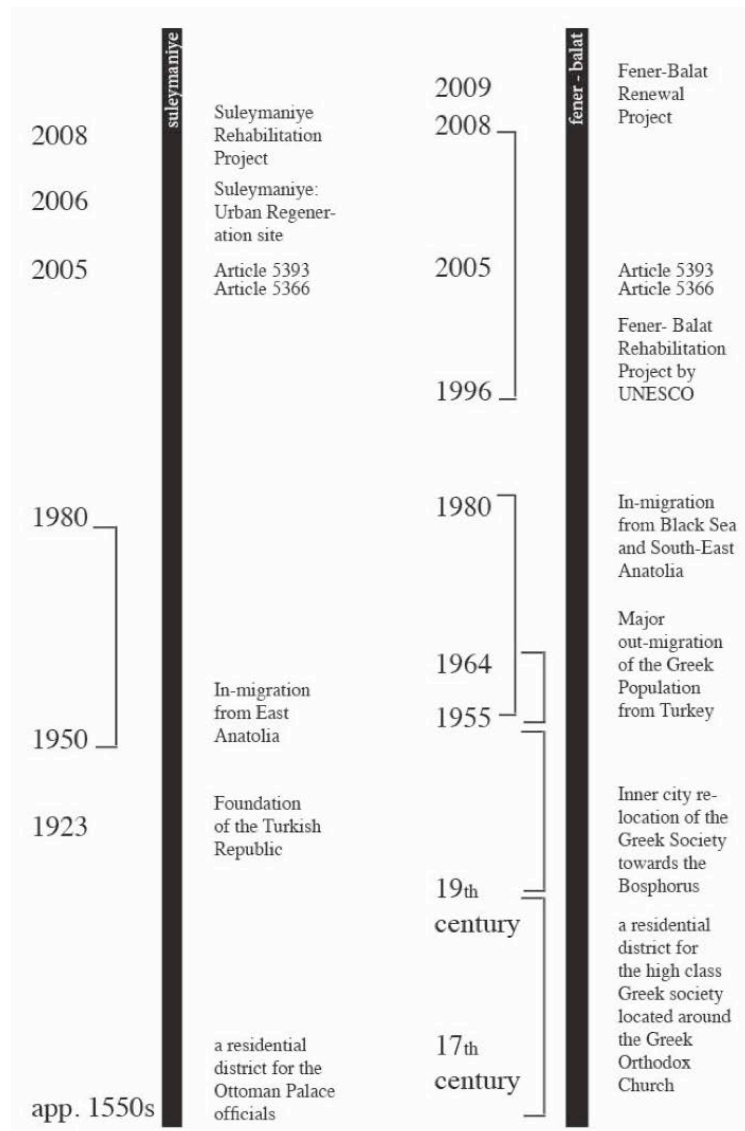 suleymaniye
2008
Suleymaniye
Rehabilitation
Project
2006
Suleymaniye:
Urban Regener-
ation site
2005
Article 5393
Article 5366
1980
1950
In-migration
from East
Anatolia
1923
Foundation
of the Turkish
Republic
app. 1550s
a residential
district for the
Ottoman Palace
officials
fener - balat
2009
Fener-Balat
Renewal
Project
2008
2005
Article 5393
Article 5366
Fener- Balat
Rehabilitation
Project by
UNESCO
1996
1980
In-migration
from Black Sea
and South-East
Anatolia
1964
Major
out-migration
of the Greek
Population
from Turkey
1955
Inner city re-
location of the
Greek Society
towards the
Bosphorus
19th
century
a residential
district for
the high class
Greek society
located around
the Greek
Orthodox
Church
17th
century